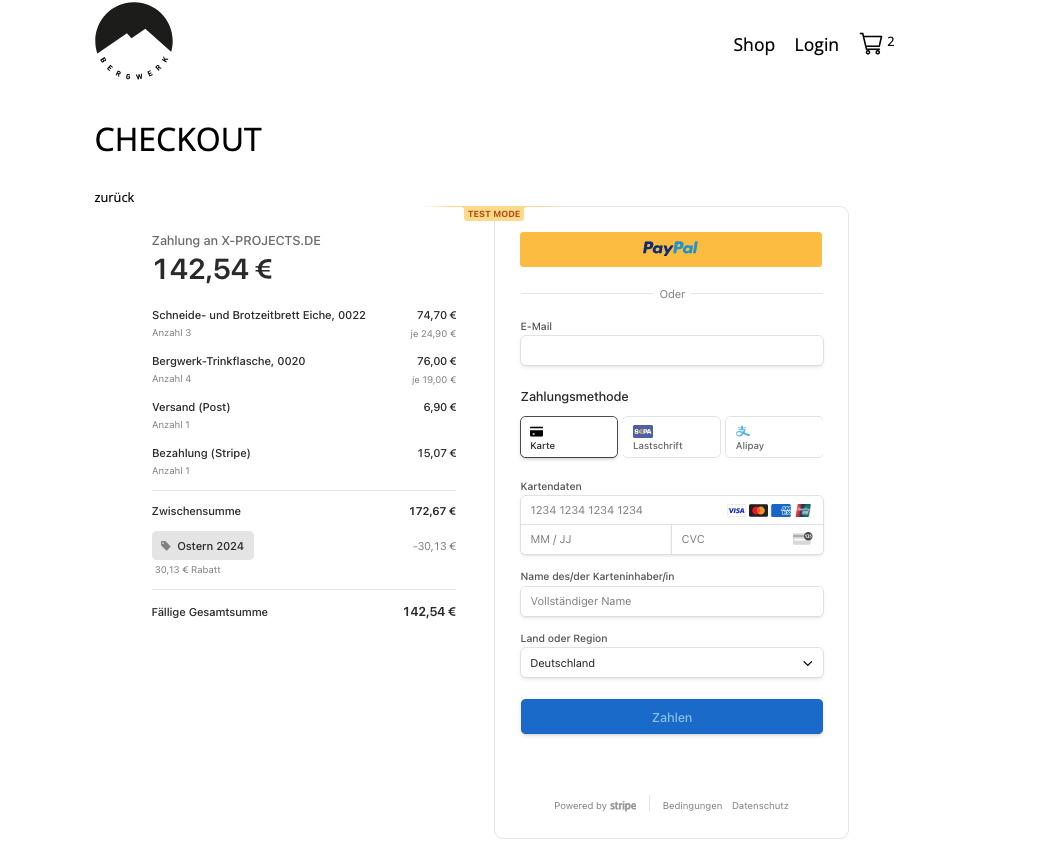 BERGWERK
Shop Login 2
CHECKOUT
zurück
TEST MODE
Zahlung an X-PROJECTS.DE
142,54 €
Schneide- und Brotzeitbrett Eiche, 0022 74,70 €
Anzahl 3 je 24,90 €
Bergwerk-Trinkflasche, 0020 76,00 €
Anzahl 4 je 19,00 €
Versand (Post) 6,90 €
Anzahl 1
Bezahlung (Stripe) 15,07 €
Anzahl 1
Zwischensumme 172,67 €
Ostern 2024 -30,13 €
30,13 € Rabatt
Fällige Gesamtsumme 142,54 €
PayPal
Oder
E-Mail
Zahlungsmethode
SEPA
Karte Lastschrift Alipay
Kartendaten
1234 1234 1234 1234 VISA
MM / JJ CVC
Name des/der Karteninhaber/in
Vollständiger Name
Land oder Region
Deutschland
Zahlen
Powered by stripe Bedingungen Datenschutz